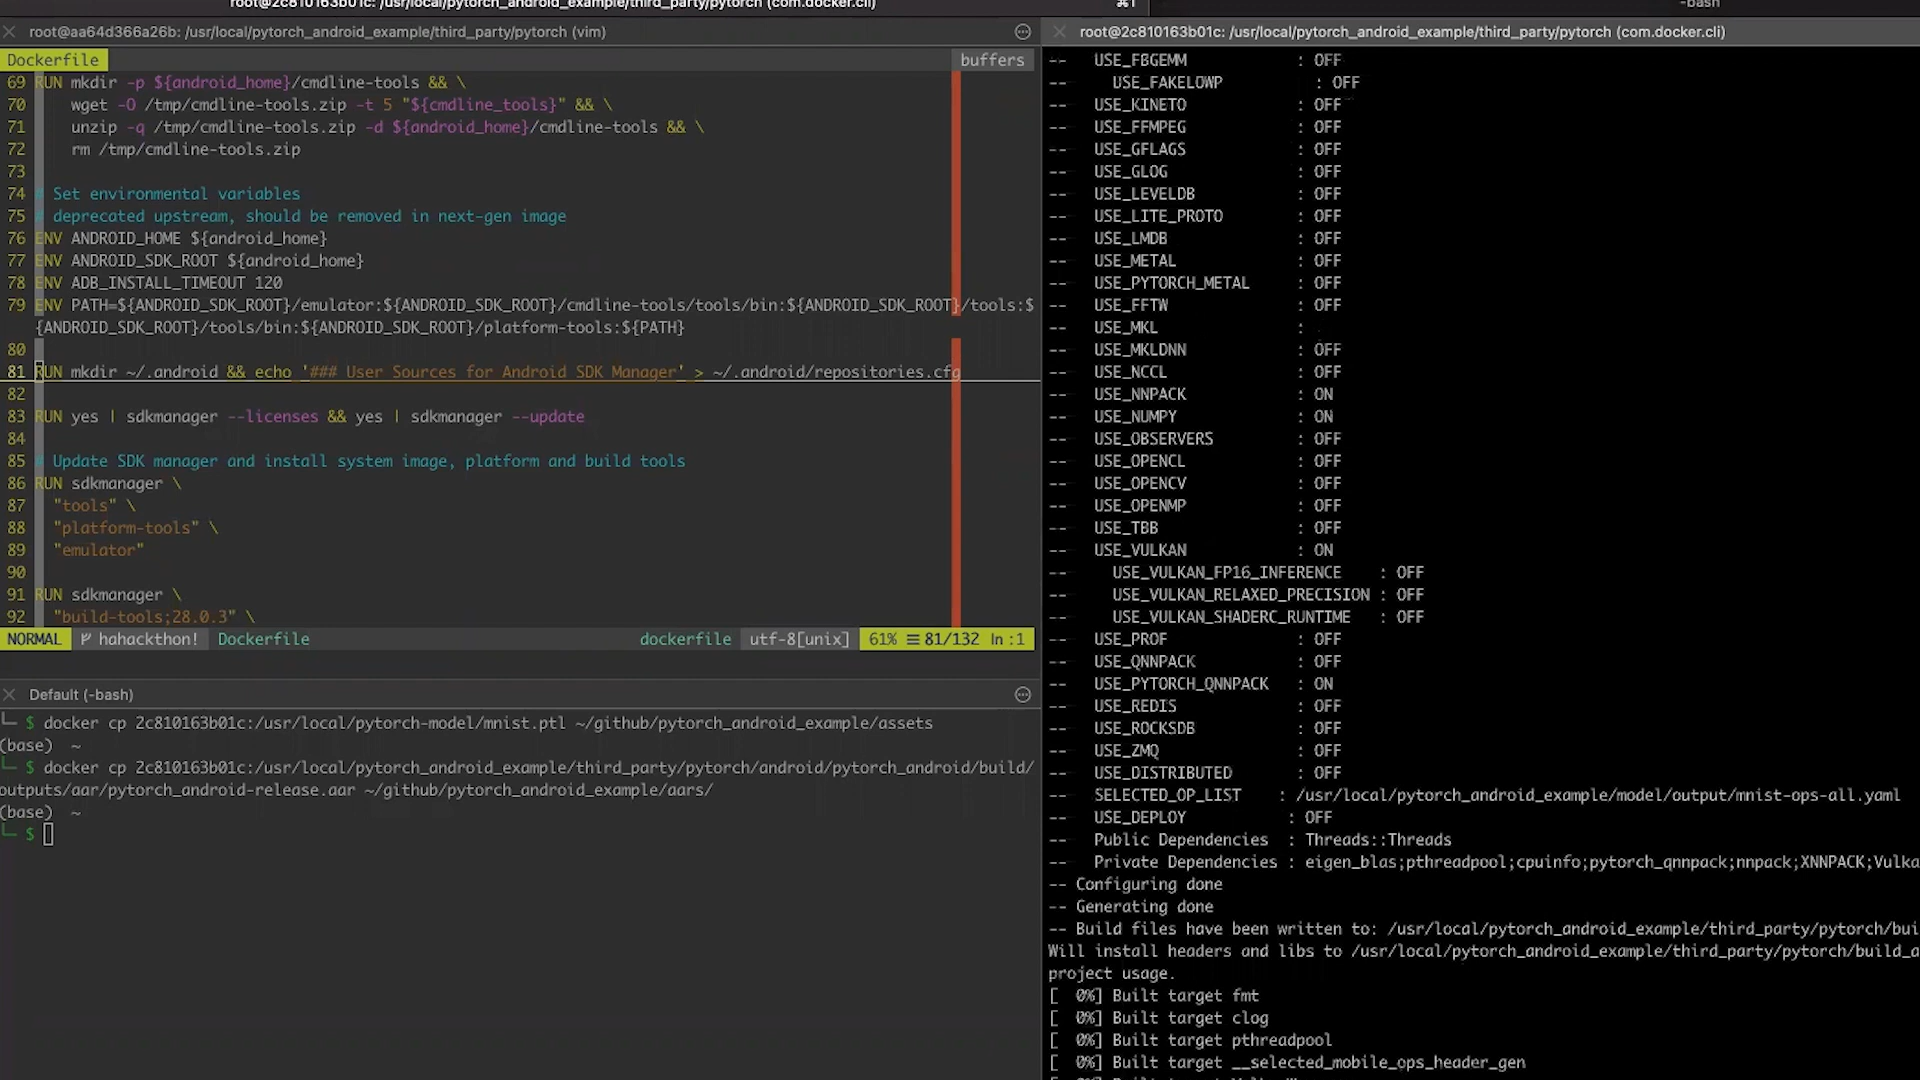 root@2c810163b01c: /usr/local/pytorch_android_example/third_party/pytorch (com.docker.cli)
⌘1
-bash
root@aa64d366a26b: /usr/local/pytorch_android_example/third_party/pytorch (vim)
Dockerfile
buffers
69 RUN mkdir -p ${android_home}/cmdline-tools && \
70 wget -O /tmp/cmdline-tools.zip -t 5 "${cmdline_tools}" && \
71 unzip -q /tmp/cmdline-tools.zip -d ${android_home}/cmdline-tools && \
72 rm /tmp/cmdline-tools.zip
73
74 # Set environmental variables
75 # deprecated upstream, should be removed in next-gen image
76 ENV ANDROID_HOME ${android_home}
77 ENV ANDROID_SDK_ROOT ${android_home}
78 ENV ADB_INSTALL_TIMEOUT 120
79 ENV PATH=${ANDROID_SDK_ROOT}/emulator:${ANDROID_SDK_ROOT}/cmdline-tools/tools/bin:${ANDROID_SDK_ROOT}/tools:$
{ANDROID_SDK_ROOT}/tools/bin:${ANDROID_SDK_ROOT}/platform-tools:${PATH}
80
81 RUN mkdir ~/.android && echo '### User Sources for Android SDK Manager' > ~/.android/repositories.cfg
82
83 RUN yes | sdkmanager --licenses && yes | sdkmanager --update
84
85 # Update SDK manager and install system image, platform and build tools
86 RUN sdkmanager \
87 "tools" \
88 "platform-tools" \
89 "emulator"
90
91 RUN sdkmanager \
92 "build-tools;28.0.3" \
NORMAL hahackthon! Dockerfile dockerfile utf-8[unix] 61% ≡ 81/132 ln :1
Default (-bash)
$ docker cp 2c810163b01c:/usr/local/pytorch-model/mnist.ptl ~/github/pytorch_android_example/assets
(base) ~
$ docker cp 2c810163b01c:/usr/local/pytorch_android_example/third_party/pytorch/android/pytorch_android/build/
outputs/aar/pytorch_android-release.aar ~/github/pytorch_android_example/aars/
(base) ~
$
root@2c810163b01c: /usr/local/pytorch_android_example/third_party/pytorch (com.docker.cli)
-- USE_FBGEMM : OFF
-- USE_FAKELOWP : OFF
-- USE_KINETO : OFF
-- USE_FFMPEG : OFF
-- USE_GFLAGS : OFF
-- USE_GLOG : OFF
-- USE_LEVELDB : OFF
-- USE_LITE_PROTO : OFF
-- USE_LMDB : OFF
-- USE_METAL : OFF
-- USE_PYTORCH_METAL : OFF
-- USE_FFTW : OFF
-- USE_MKL :
-- USE_MKLDNN : OFF
-- USE_NCCL : OFF
-- USE_NNPACK : ON
-- USE_NUMPY : ON
-- USE_OBSERVERS : OFF
-- USE_OPENCL : OFF
-- USE_OPENCV : OFF
-- USE_OPENMP : OFF
-- USE_TBB : OFF
-- USE_VULKAN : ON
-- USE_VULKAN_FP16_INFERENCE : OFF
-- USE_VULKAN_RELAXED_PRECISION : OFF
-- USE_VULKAN_SHADERC_RUNTIME : OFF
-- USE_PROF : OFF
-- USE_QNNPACK : OFF
-- USE_PYTORCH_QNNPACK : ON
-- USE_REDIS : OFF
-- USE_ROCKSDB : OFF
-- USE_ZMQ : OFF
-- USE_DISTRIBUTED : OFF
-- SELECTED_OP_LIST : /usr/local/pytorch_android_example/model/output/mnist-ops-all.yaml
-- USE_DEPLOY : OFF
-- Public Dependencies : Threads::Threads
-- Private Dependencies : eigen_blas;pthreadpool;cpuinfo;pytorch_qnnpack;nnpack;XNNPACK;Vulka
-- Configuring done
-- Generating done
-- Build files have been written to: /usr/local/pytorch_android_example/third_party/pytorch/bui
Will install headers and libs to /usr/local/pytorch_android_example/third_party/pytorch/build_a
project usage.
[ 0%] Built target fmt
[ 0%] Built target clog
[ 0%] Built target pthreadpool
[ 0%] Built target __selected_mobile_ops_header_gen